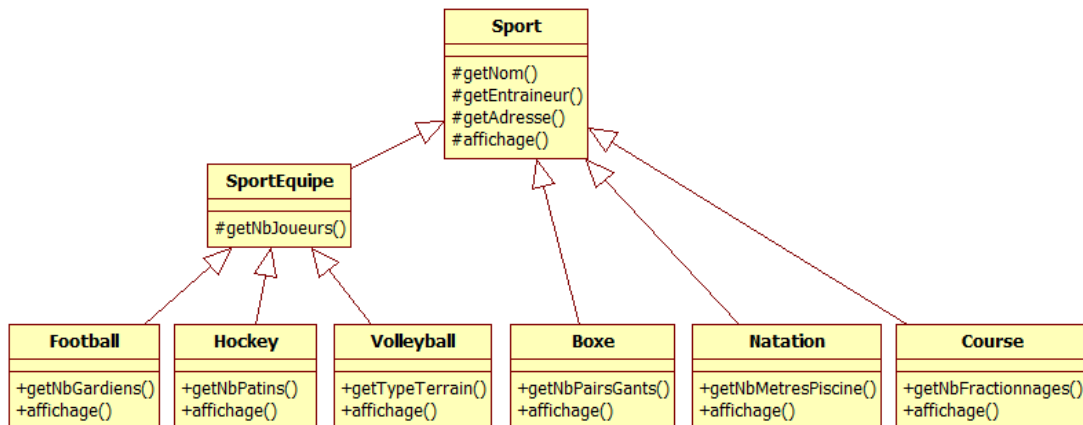 Sport
#getNom()
#getEntraineur()
#getAdresse()
#affichage()
SportEquipe
#getNbJoueurs()
Football
+getNbGardiens()
+affichage()
Hockey
+getNbPatins()
+affichage()
Volleyball
+getTypeTerrain()
+affichage()
Boxe
+getNbPairsGants()
+affichage()
Natation
+getNbMetresPiscine()
+affichage()
Course
+getNbFractionnages()
+affichage()